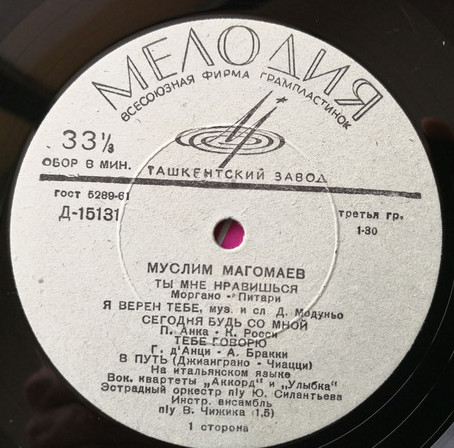 МЕЛОДИЯ
ВСЕСОЮЗНАЯ ФИРМА ГРАМПЛАСТИНОК
33⅓
ОБОР В МИН.
ТАШКЕНТСКИЙ ЗАВОД
ГОСТ 5289-61
Д-15131
третья гр.
1-30
МУСЛИМ МАГОМАЕВ
ТЫ МНЕ НРАВИШЬСЯ
Моргано - Питари
Я ВЕРЕН ТЕБЕ, муз. и сл Д. Модуньо
СЕГОДНЯ БУДЬ СО МНОЙ
П. Анка - К. Росси
ТЕБЕ ГОВОРЮ
Г. д'Анци - А. Бракки
В ПУТЬ (Джианграно - Чиацци)
На итальянском языке
Вок. квартеты „Аккорд" и „Улыбка"
Эстрадный оркестр п/у Ю. Силантьева
Инстр. ансамбль
п/у В. Чижика (1,5)
1 сторона